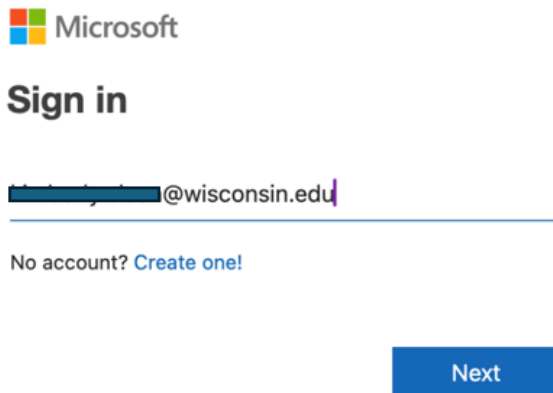 Microsoft
Sign in
@wisconsin.edu
No account? Create one!
Next